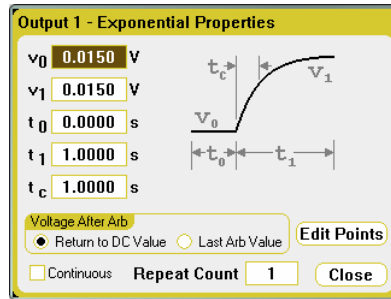 Output 1 - Exponential Properties
v0 0.0150 V
v1 0.0150 V
t0 0.0000 s
t1 1.0000 s
tc 1.0000 s
tc V1
V0
t0 t1
Voltage After Arb
Return to DC Value Last Arb Value
Edit Points
Continuous Repeat Count 1 Close